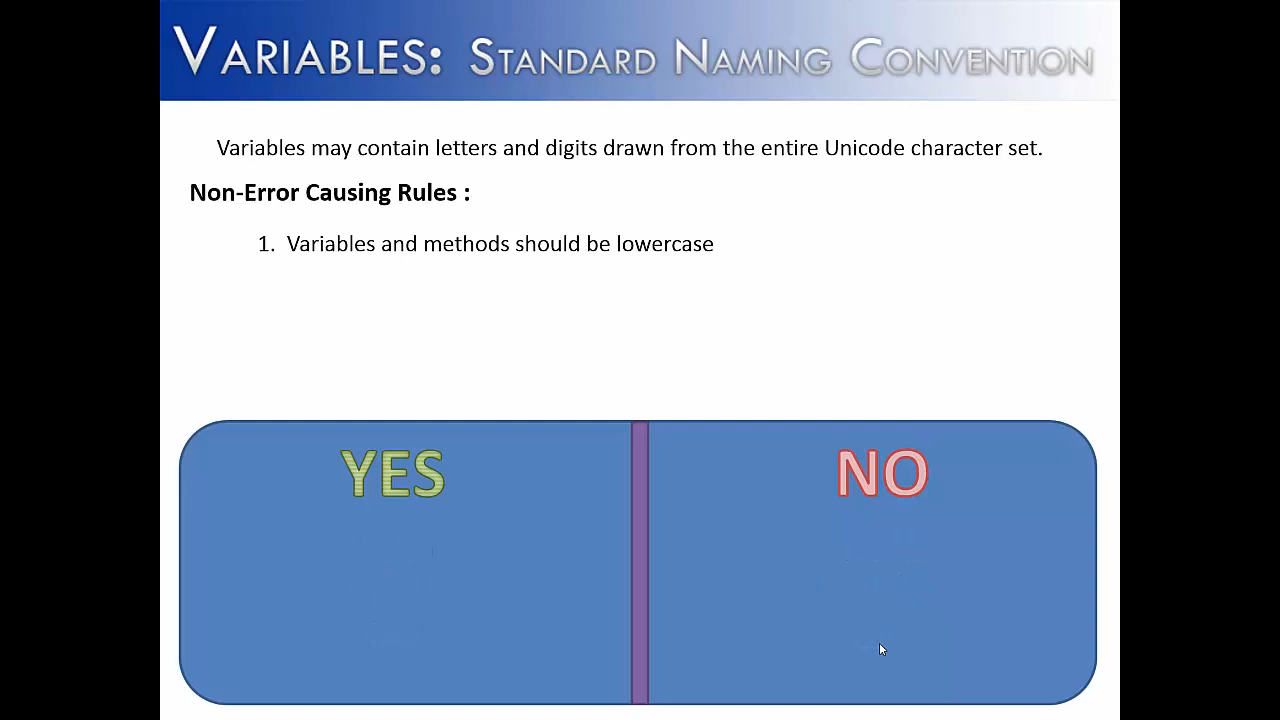 VARIABLES: STANDARD NAMING CONVENTION
Variables may contain letters and digits drawn from the entire Unicode character set.
Non-Error Causing Rules :
1. Variables and methods should be lowercase
YES
NO